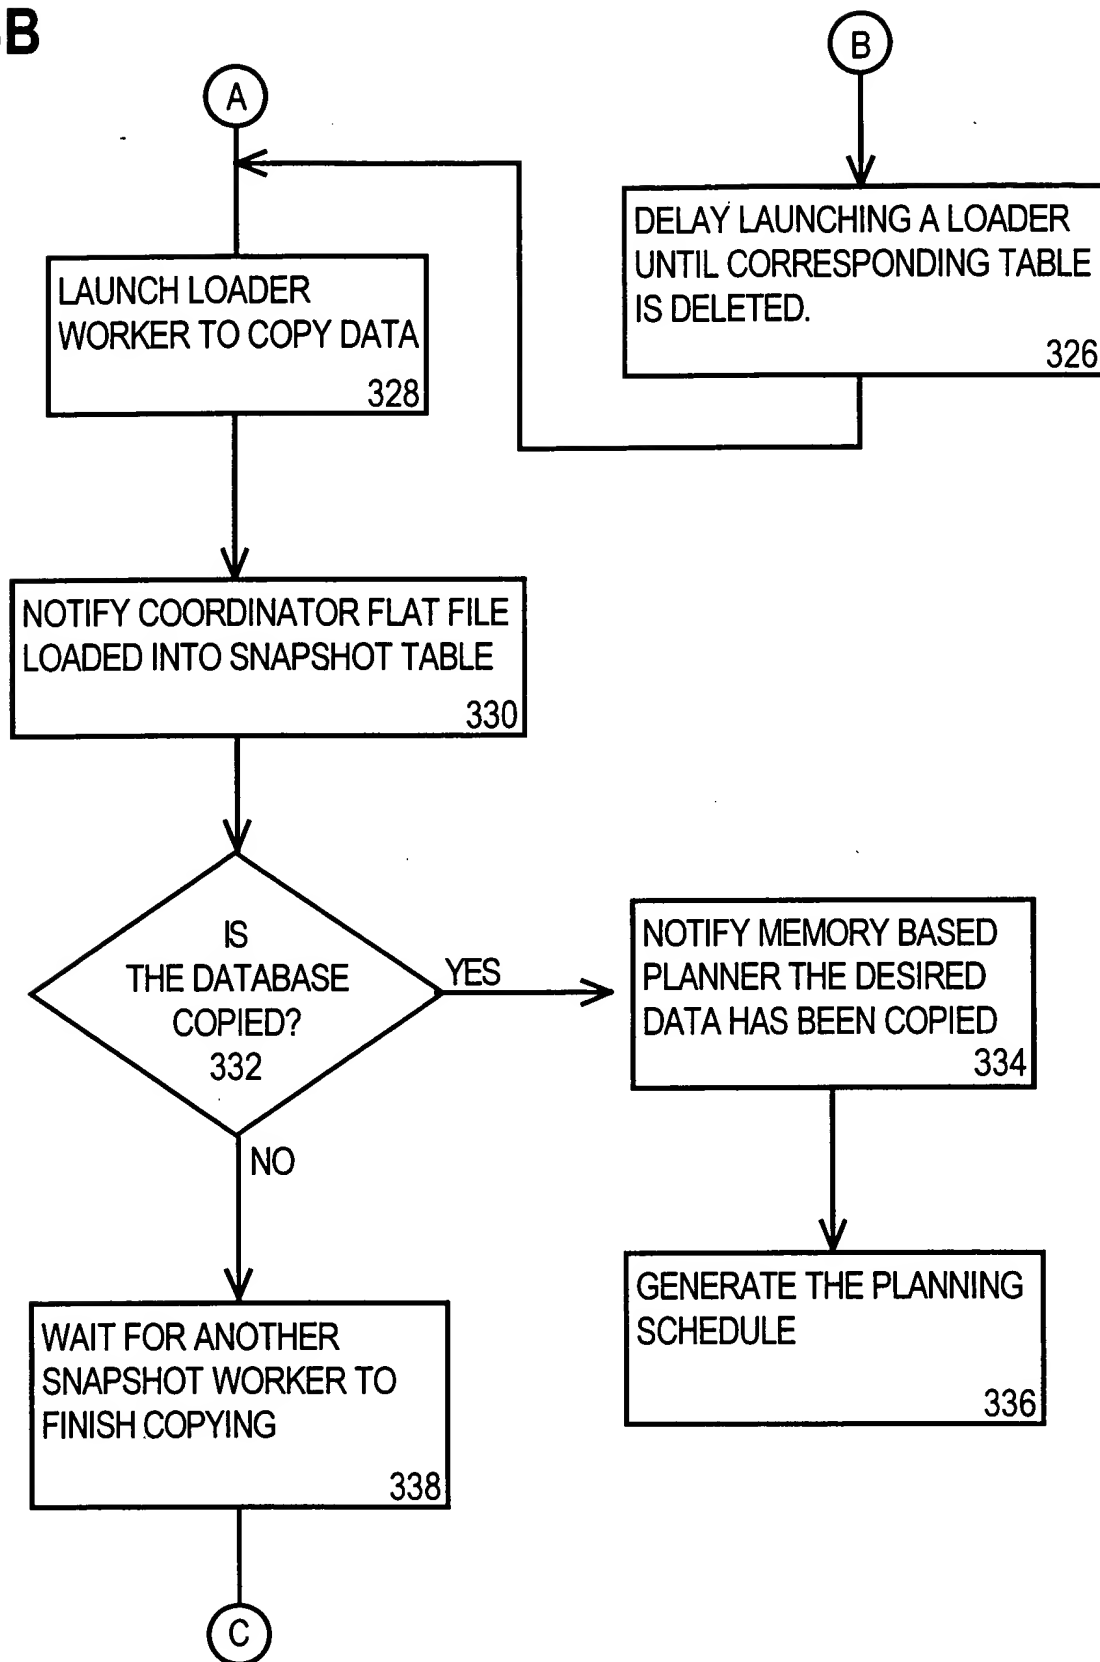 B
A
B
DELAY LAUNCHING A LOADER
UNTIL CORRESPONDING TABLE
IS DELETED.
326
LAUNCH LOADER
WORKER TO COPY DATA
328
NOTIFY COORDINATOR FLAT FILE
LOADED INTO SNAPSHOT TABLE
330
IS
THE DATABASE
COPIED?
332
YES
NOTIFY MEMORY BASED
PLANNER THE DESIRED
DATA HAS BEEN COPIED
334
NO
GENERATE THE PLANNING
SCHEDULE
336
WAIT FOR ANOTHER
SNAPSHOT WORKER TO
FINISH COPYING
338
C